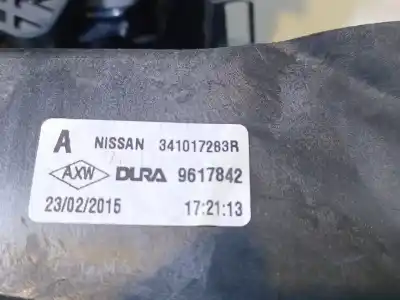 A NISSAN 341017263R
AXW DURA 9617842
23/02/2015 17:21:13